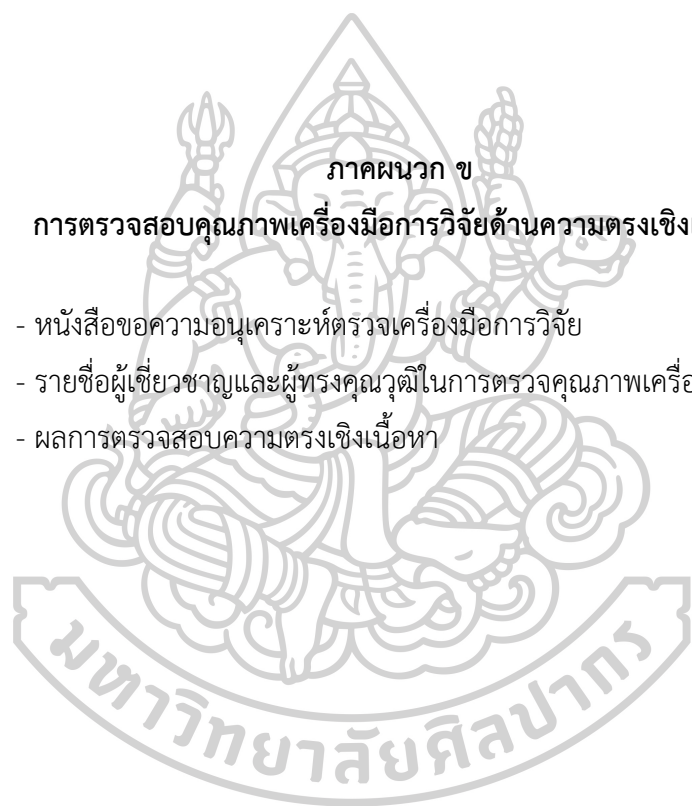 ภาคผนวก ข
การตรวจสอบคุณภาพเครื่องมือการวิจัยด้านความตรงเชิง
- หนังสือขอความอนุเคราะห์ตรวจเครื่องมือการวิจัย
- รายชื่อผู้เชี่ยวชาญและผู้ทรงคุณวุฒิในการตรวจคุณภาพเครื่อ
- ผลการตรวจสอบความตรงเชิงเนื้อหา
มหาวิทยาลัยศิลปากร